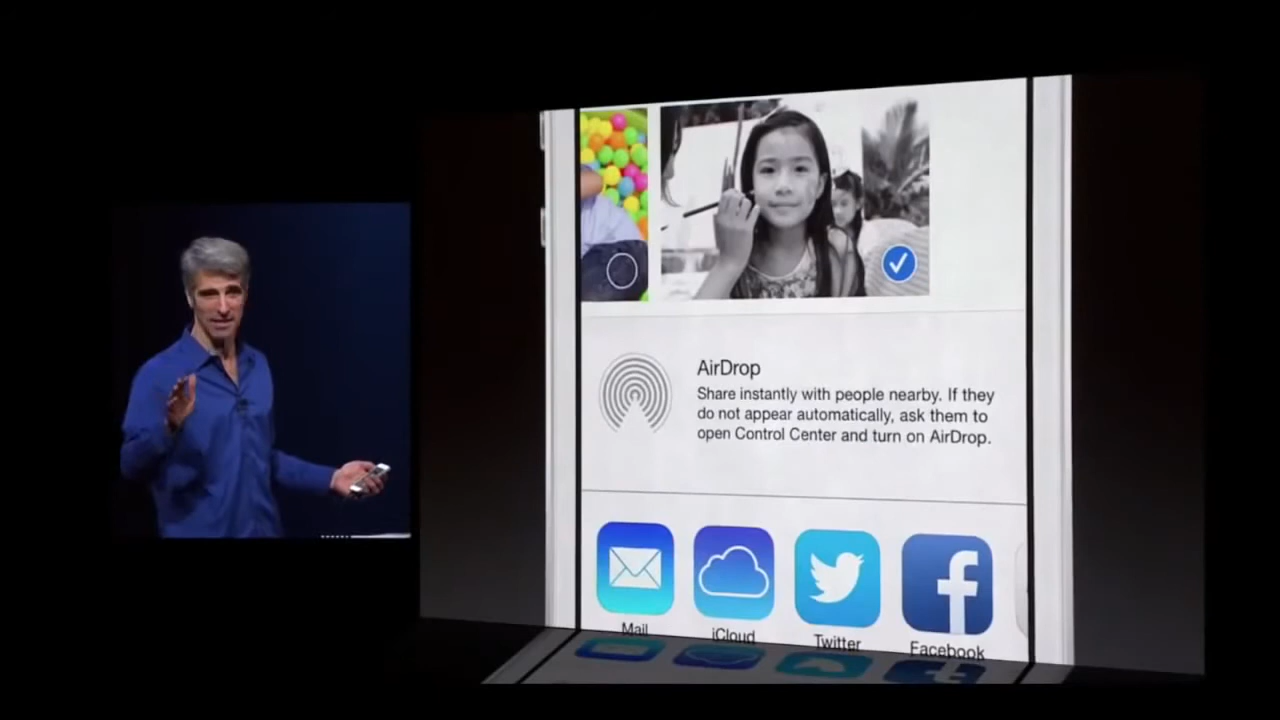 AirDrop
Share instantly with people nearby. If they
do not appear automatically, ask them to
open Control Center and turn on AirDrop.
Mail
iCloud
Twitter
Facebook